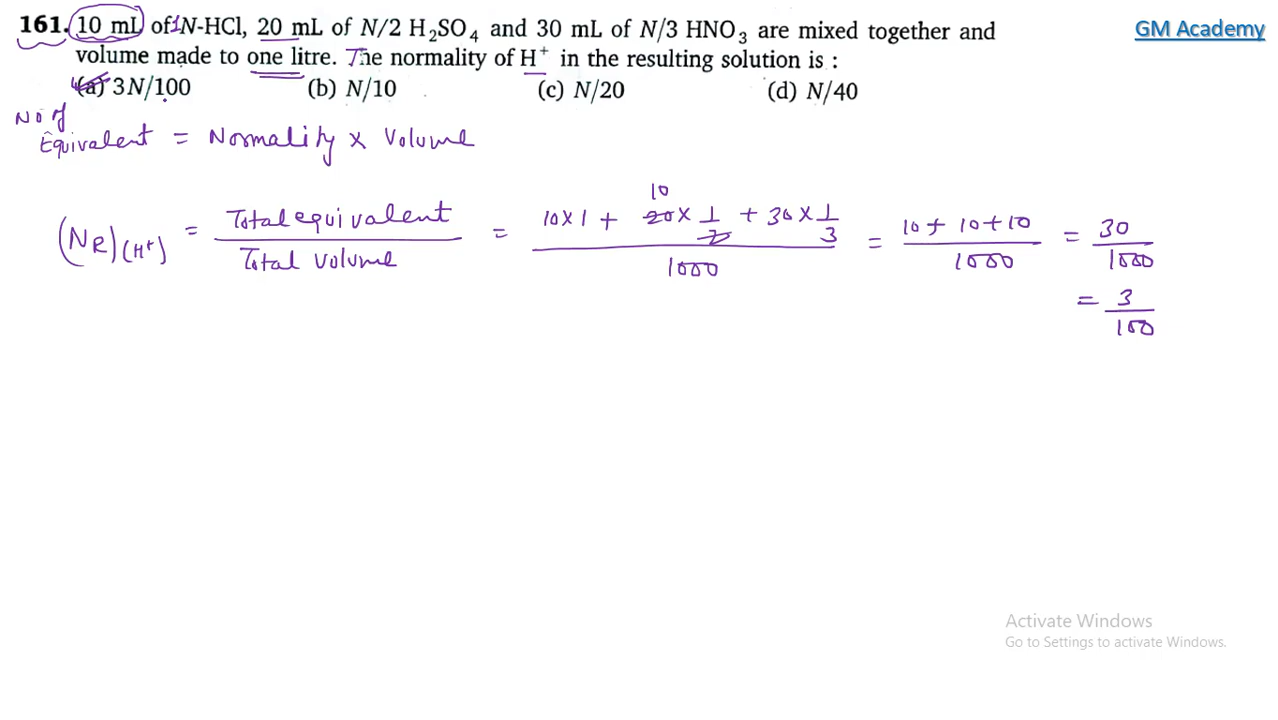 161. 10 mL of 1N-HCl, 20 mL of N/2 H₂SO₄ and 30 mL of N/3 HNO₃ are mixed together and
GM Academy
volume made to one litre. The normality of H⁺ in the resulting solution is :
(a) 3N/100 (b) N/10 (c) N/20 (d) N/40
No of
Equivalent = Normality × Volume
(N_R)(H⁺) = Total equivalent / Total volume = 10×1 + 20×1/2 + 30×1/3 / 1000 = 10+10+10 / 1000 = 30/1000
10
= 3/100
Activate Windows
Go to Settings to activate Windows.